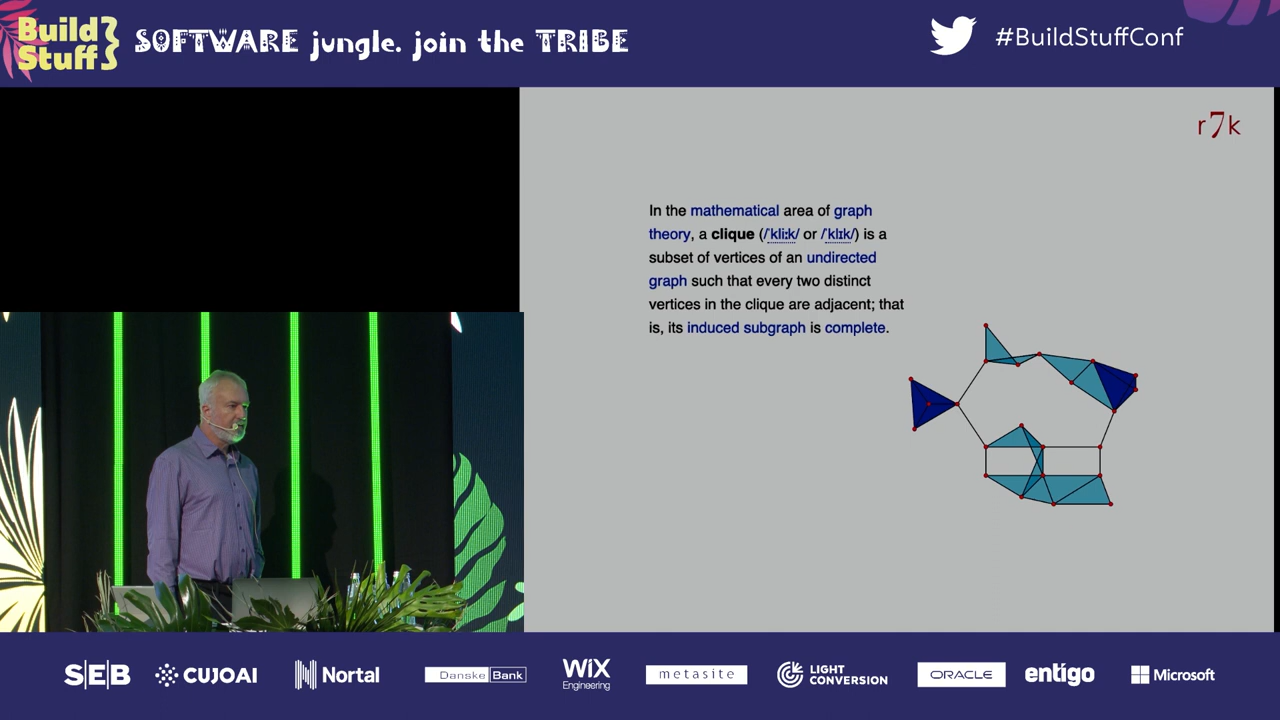 Build
Stuff}
SOFTWARE jungle. join the TRIBE
#BuildStuffConf
r7k
In the mathematical area of graph
theory, a clique (/ˈkliːk/ or /ˈklɪk/) is a
subset of vertices of an undirected
graph such that every two distinct
vertices in the clique are adjacent; that
is, its induced subgraph is complete.
S|E|B
CUJOAI
Nortal
Danske Bank
WiX
Engineering
metasite
LIGHT
CONVERSION
ORACLE
entigo
Microsoft